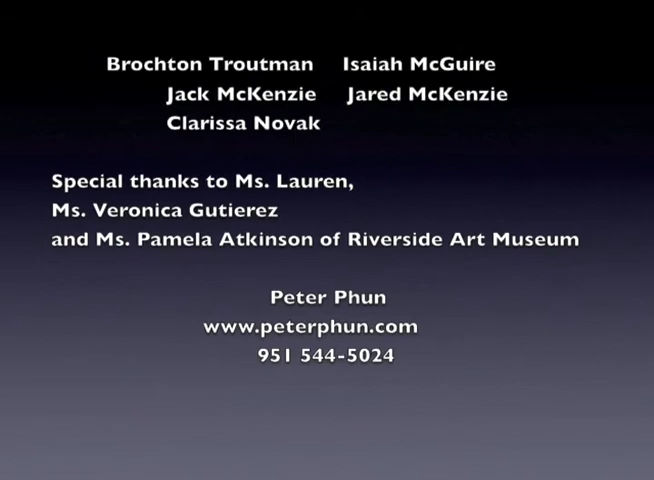 Brochton Troutman Isaiah McGuire
Jack McKenzie Jared McKenzie
Clarissa Novak
Special thanks to Ms. Lauren,
Ms. Veronica Gutierez
and Ms. Pamela Atkinson of Riverside Art Museum
Peter Phun
www.peterphun.com
951 544-5024